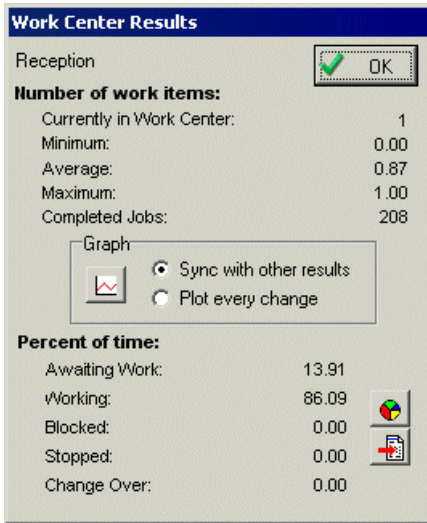 Work Center Results
Reception
OK
Number of work items:
Currently in Work Center: 1
Minimum: 0.00
Average: 0.87
Maximum: 1.00
Completed Jobs: 208
Graph
Sync with other results
Plot every change
Percent of time:
Awaiting Work: 13.91
Working: 86.09
Blocked: 0.00
Stopped: 0.00
Change Over: 0.00